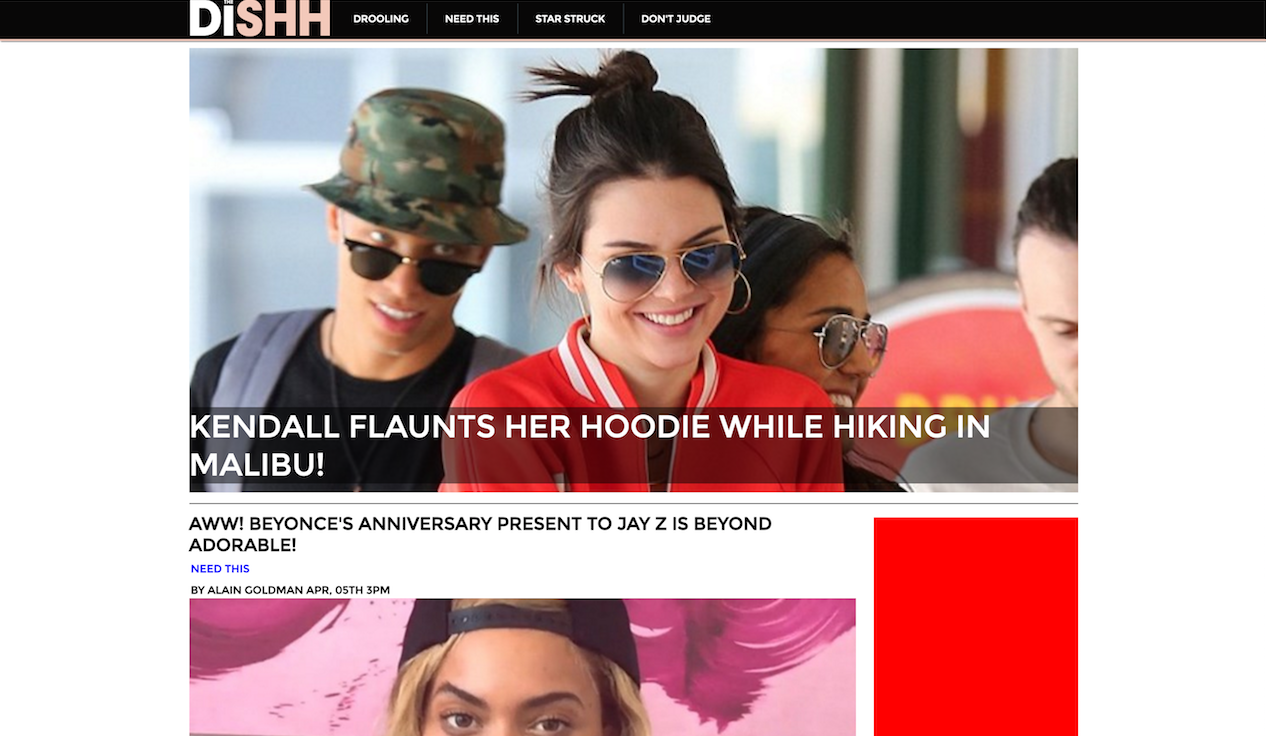 THE
DiSHH
DROOLING
NEED THIS
STAR STRUCK
DON'T JUDGE
KENDALL FLAUNTS HER HOODIE WHILE HIKING IN
MALIBU!
AWW! BEYONCE'S ANNIVERSARY PRESENT TO JAY Z IS BEYOND
ADORABLE!
NEED THIS
BY ALAIN GOLDMAN APR, 05TH 3PM